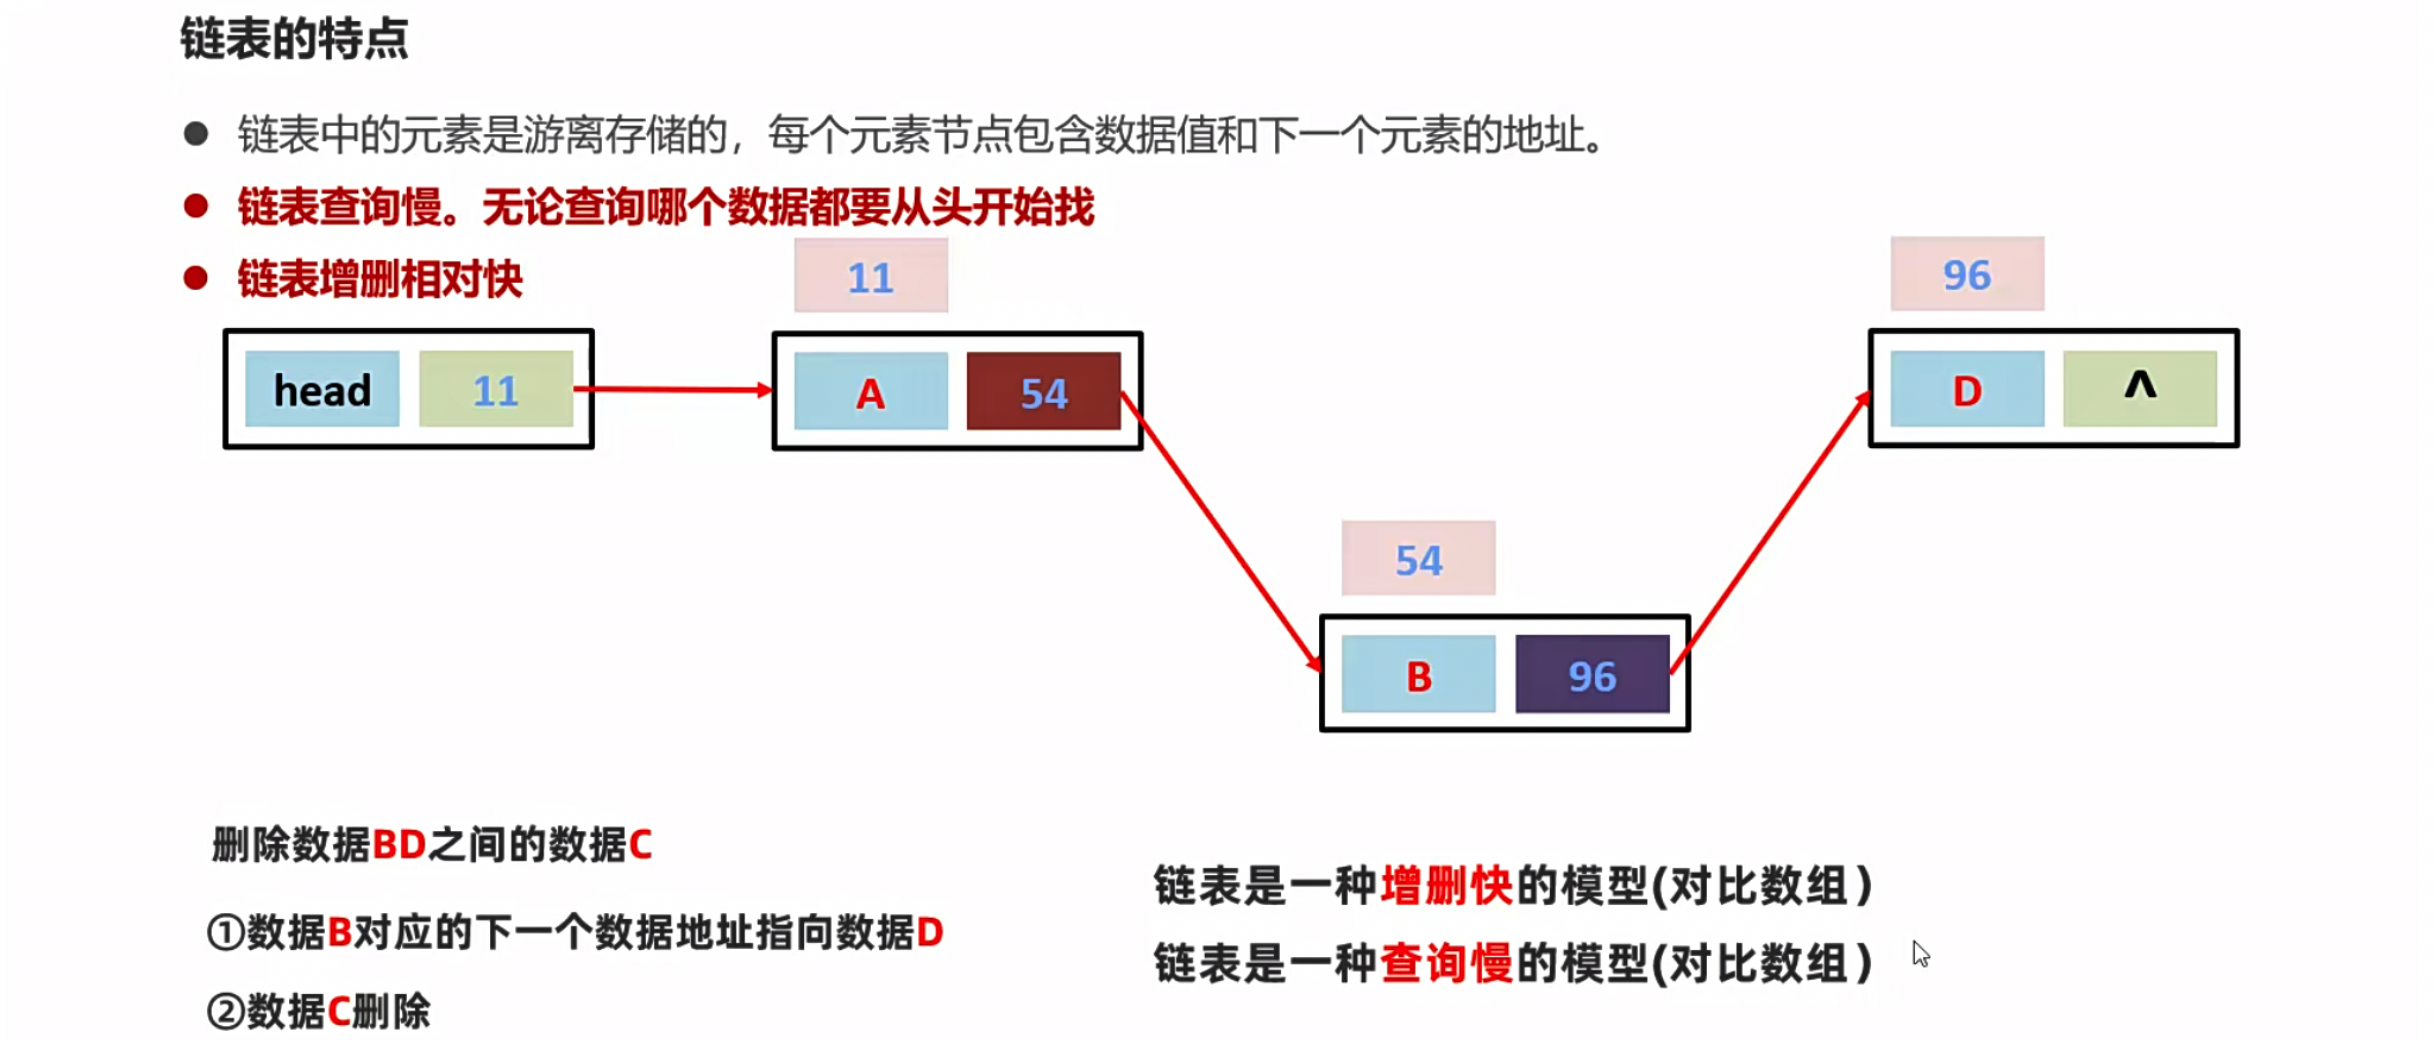 链表的特点
● 链表中的元素是游离存储的，每个元素节点包含数据值和下一个元素的地址。
● 链表查询慢。无论查询哪个数据都要从头开始找
● 链表增删相对快
11
96
head 11
A 54
D ^
54
B 96
删除数据BD之间的数据C
①数据B对应的下一个数据地址指向数据D
②数据C删除
链表是一种增删快的模型(对比数组）
链表是一种查询慢的模型(对比数组）